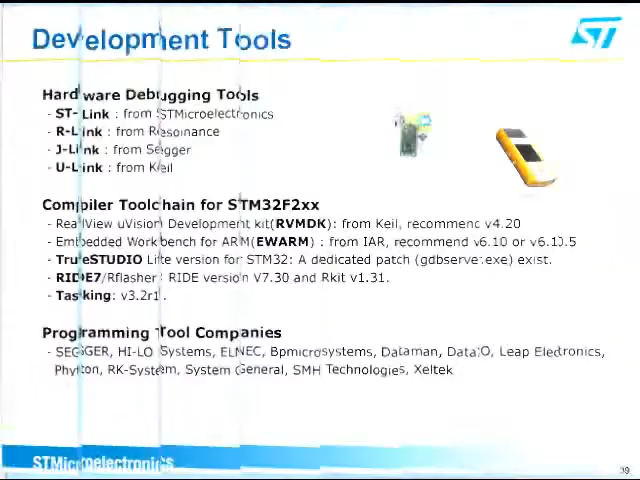 Development Tools
ST
Hardware Debugging Tools
- ST-Link : from STMicroelectronics
- R-Link : from Resonance
- J-Link : from Segger
- U-Link : from Keil
Compiler Toolchain for STM32F2xx
- RealView uVision Development kit(RVMDK): from Keil, recommend v4.20
- Embedded Workbench for ARM(EWARM) : from IAR, recommend v6.10 or v6.10.5
- TrueSTUDIO Lite version for STM32: A dedicated patch (gdbserver.exe) exist.
- RIDE7/Rflasher : RIDE version V7.30 and Rkit v1.31.
- Tasking: v3.2r1.
Programming Tool Companies
- SEGGER, HI-LO Systems, ELNEC, Bpmicrosystems, Dataman, DataIO, Leap Electronics,
Phyton, RK-System, System General, SMH Technologies, Xeltek
STMicroelectronics
39